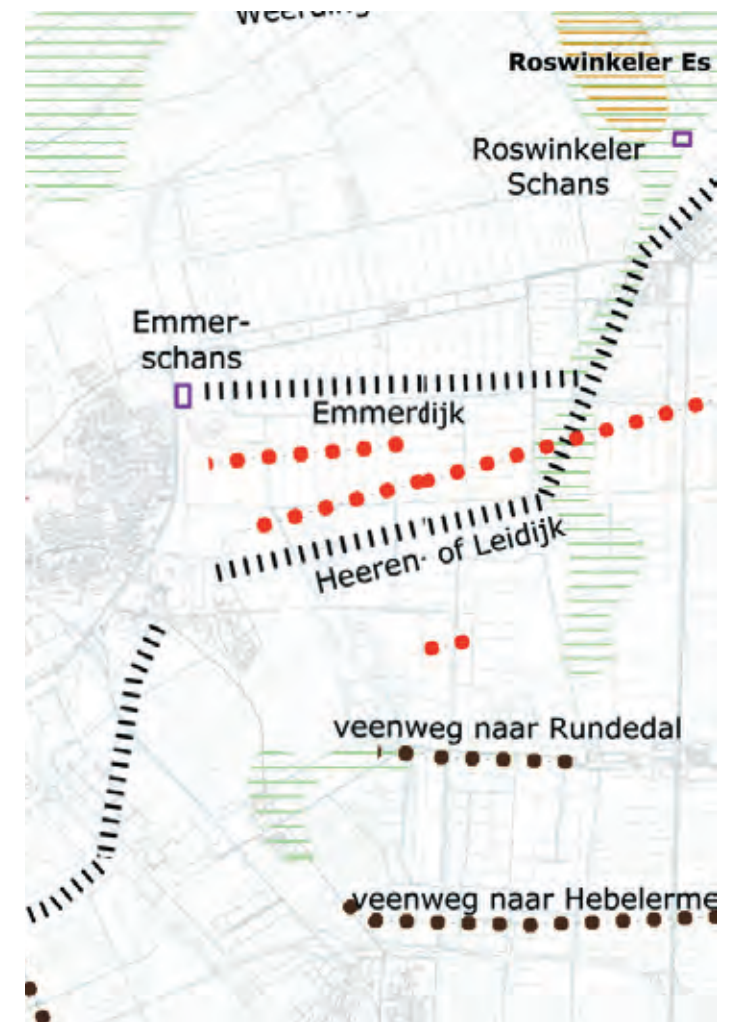 Roswinkeler Es
Roswinkeler
Schans
Emmer-
schans
Emmerdijk
Heeren- of Leidijk
veenweg naar Rundedal
veenweg naar Hebelerme